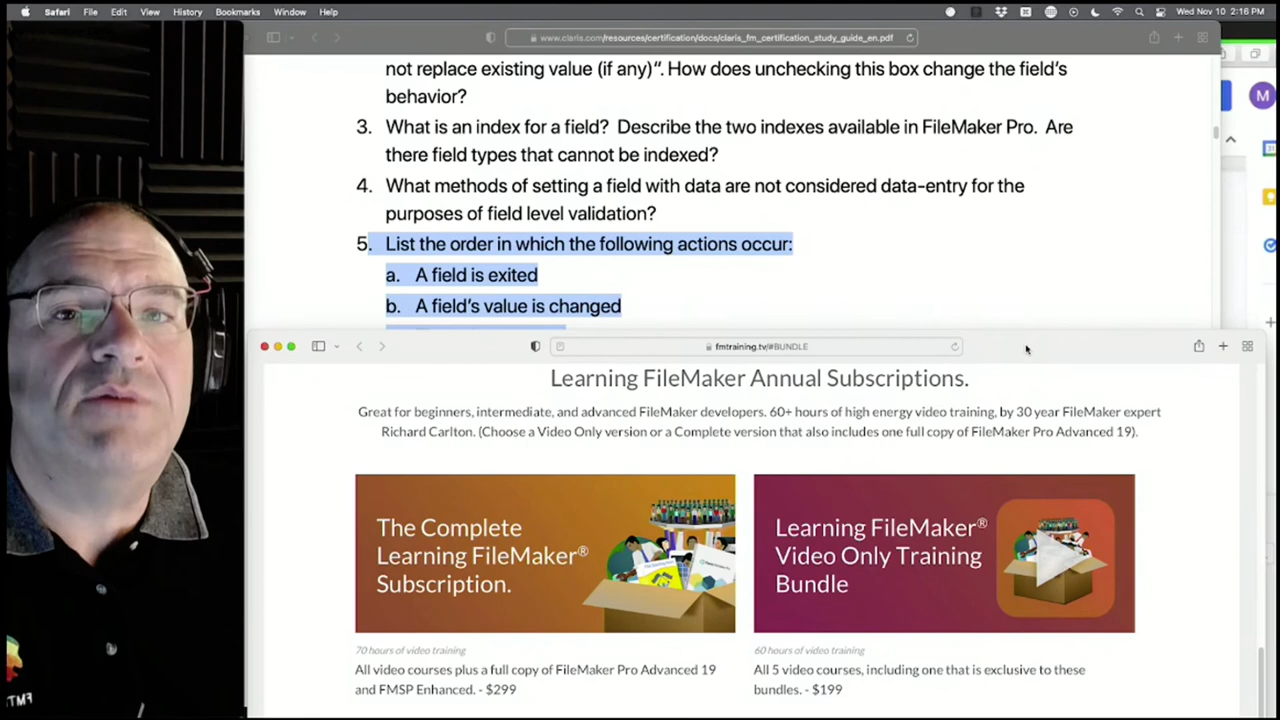 Safari File Edit View History Bookmarks Window Help Wed Nov 10 2:16 PM
www.claris.com/resources/certification/docs/claris_fm_certification_study_guide_en.pdf
not replace existing value (if any)“. How does unchecking this box change the field’s
behavior?
3. What is an index for a field? Describe the two indexes available in FileMaker Pro. Are
there field types that cannot be indexed?
4. What methods of setting a field with data are not considered data-entry for the
purposes of field level validation?
5. List the order in which the following actions occur:
a. A field is exited
b. A field’s value is changed
M
fmtraining.tv/#BUNDLE
Learning FileMaker Annual Subscriptions.
Great for beginners, intermediate, and advanced FileMaker developers. 60+ hours of high energy video training, by 30 year FileMaker expert
Richard Carlton. (Choose a Video Only version or a Complete version that also includes one full copy of FileMaker Pro Advanced 19).
The Complete
Learning FileMaker®
Subscription.
Learning FileMaker®
Video Only Training
Bundle
70 hours of video training
All video courses plus a full copy of FileMaker Pro Advanced 19
and FMSP Enhanced. - $299
60 hours of video training
All 5 video courses, including one that is exclusive to these
bundles. - $199
FMTR